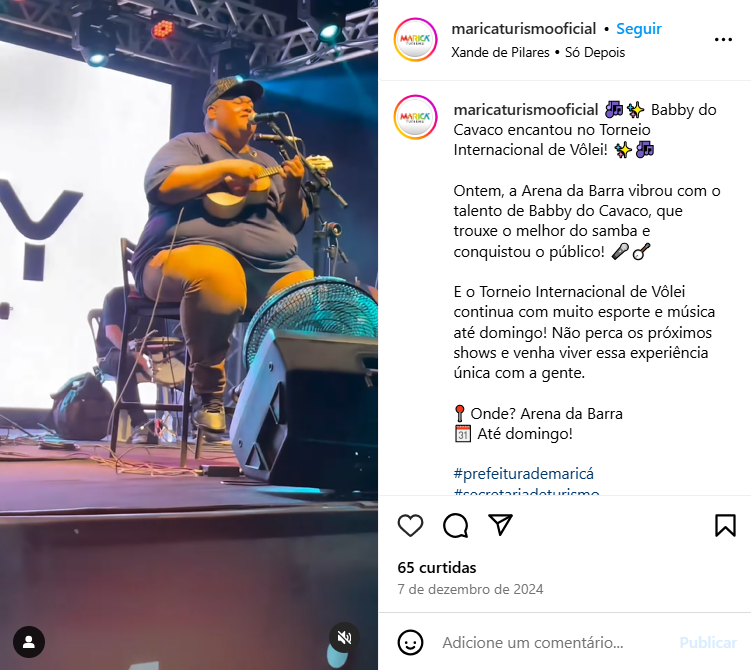 maricaturismooficial • Seguir
Xande de Pilares • Só Depois
maricaturismooficial 🎶✨ Babby do
Cavaco encantou no Torneio
Internacional de Vôlei! ✨🎶
Ontem, a Arena da Barra vibrou com o
talento de Babby do Cavaco, que
trouxe o melhor do samba e
conquistou o público! 🎤🪕
E o Torneio Internacional de Vôlei
continua com muito esporte e música
até domingo! Não perca os próximos
shows e venha viver essa experiência
única com a gente.
📍 Onde? Arena da Barra
📅 Até domingo!
#prefeiturademaricá
#secretariadeturismo
65 curtidas
7 de dezembro de 2024
Adicione um comentário...
Publicar
MARICÁ
Y